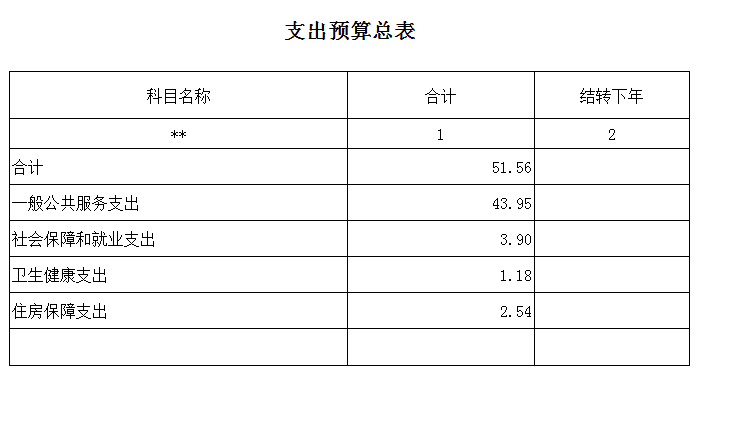 支出预算总表
科目名称 合计 结转下年
** 1 2
合计 51.56
一般公共服务支出 43.95
社会保障和就业支出 3.90
卫生健康支出 1.18
住房保障支出 2.54